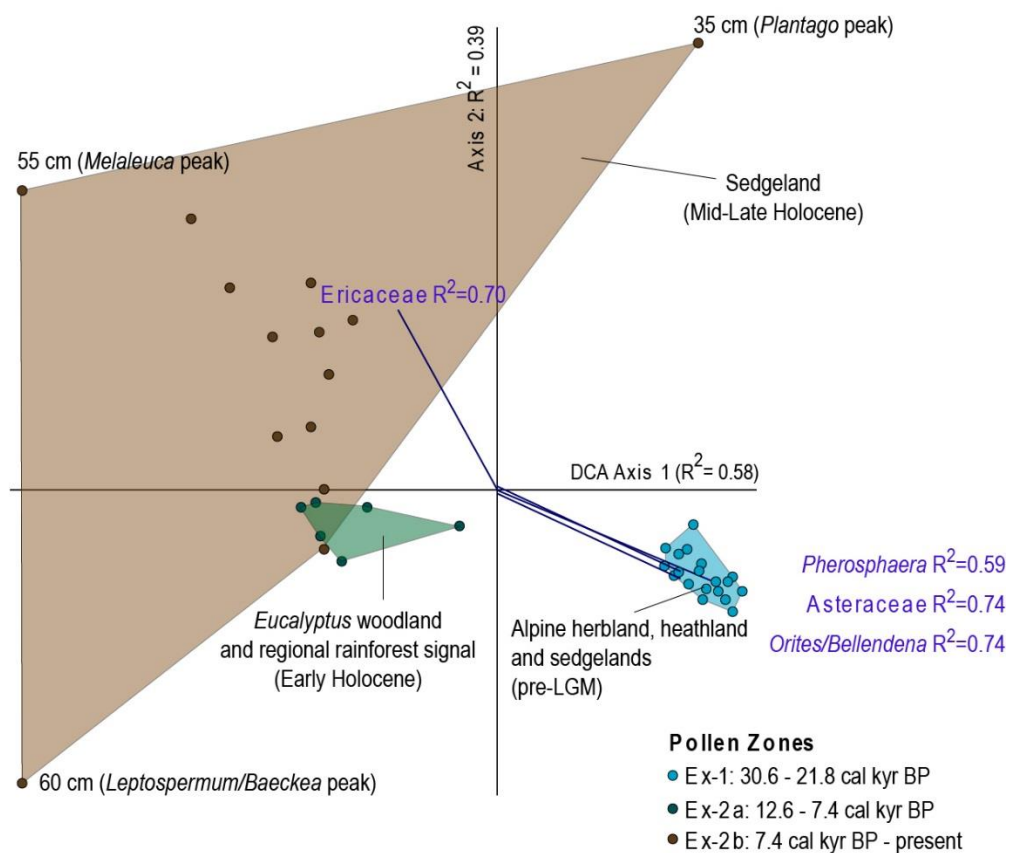 35 cm (Plantago peak)
Axis 2: R² = 0.39
55 cm (Melaleuca peak)
Sedgeland
(Mid-Late Holocene)
Ericaceae R²=0.70
DCA Axis 1 (R²= 0.58)
Pherosphaera R²=0.59
Asteraceae R²=0.74
Orites/Bellendena R²=0.74
Eucalyptus woodland
and regional rainforest signal
(Early Holocene)
Alpine herbland, heathland
and sedgelands
(pre-LGM)
60 cm (Leptospermum/Baeckea peak)
Pollen Zones
Ex-1: 30.6 - 21.8 cal kyr BP
Ex-2a: 12.6 - 7.4 cal kyr BP
Ex-2b: 7.4 cal kyr BP - present